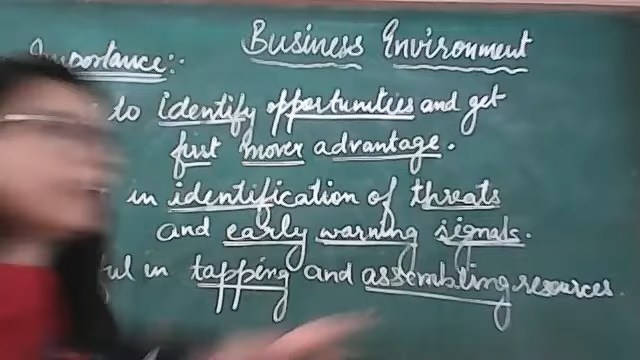 Business Environment
Importance:-
to identify opportunities and get
first mover advantage.
in identification of threats
and early warning signals.
ful in tapping and assembling resources.